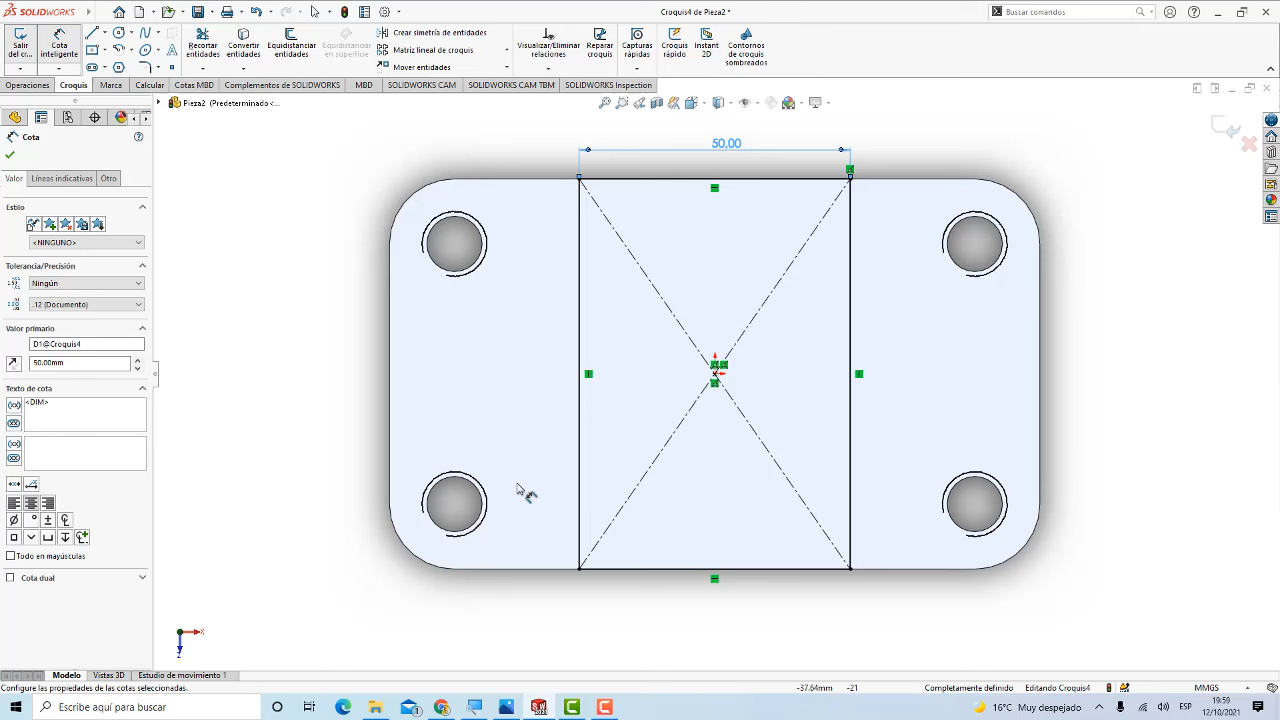 SOLIDWORKS
Croquis4 de Pieza2 *
Buscar comandos
Salir del cr...
Cota inteligente
Recortar entidades
Convertir entidades
Equidistanciar entidades
Equidistanciar en superficie
Crear simetría de entidades
Matriz lineal de croquis
Mover entidades
Visualizar/Eliminar relaciones
Reparar croquis
Capturas rápidas
Croquis rápido
Instant 2D
Contornos de croquis sombreados
Operaciones
Croquis
Marca
Calcular
Cotas MBD
Complementos de SOLIDWORKS
MBD
SOLIDWORKS CAM
SOLIDWORKS CAM TBM
SOLIDWORKS Inspection
Pieza2 (Predeterminado <...
Cota
Valor
Líneas indicativas
Otro
Estilo
<NINGUNO>
Tolerancia/Precisión
Ningún
.12 (Documento)
Valor primario
D1@Croquis4
50.00mm
Texto de cota
<DIM>
Todo en mayúsculas
Cota dual
50,00
X
Z
Modelo
Vistas 3D
Estudio de movimiento 1
Configure las propiedades de las cotas seleccionadas.
-37.64mm
-21
Completamente definido
Editando Croquis4
MMGS
Escribe aquí para buscar
16°C Muy despejado
ESP
19:59
12/10/2021